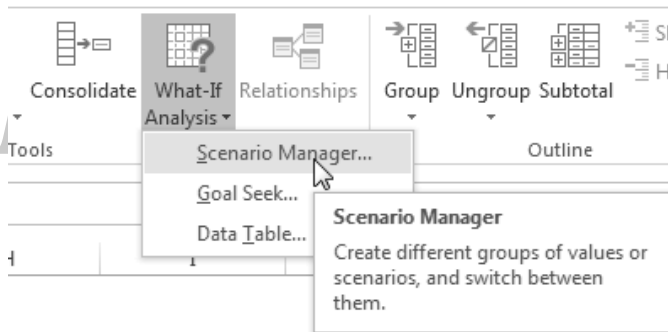 Consolidate
What-If
Analysis
Relationships
Group
Ungroup
Subtotal
Tools
Outline
Scenario Manager...
Goal Seek...
Data Table...
Scenario Manager
Create different groups of values or
scenarios, and switch between
them.